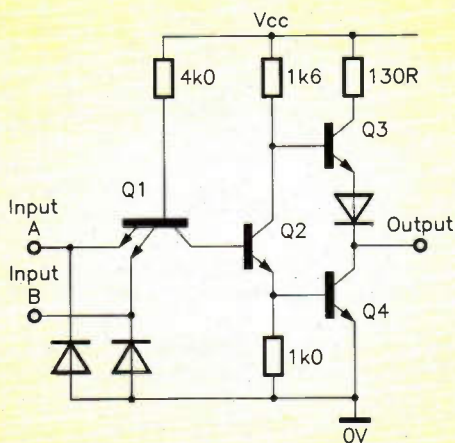 Vcc
4k0
1k6
130R
Q3
Q1
Input
A
Q2
Output
Input
B
Q4
1k0
0V